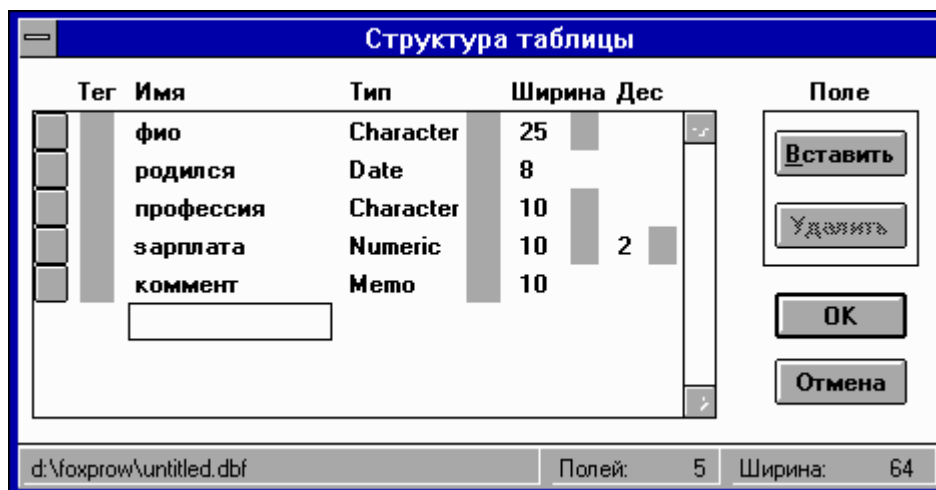 Структура таблицы
Тег Имя Тип Ширина Дес Поле
фио Character 25
родился Date 8
профессия Character 10
зарплата Numeric 10 2
коммент Memo 10
Вставить
Удалить
OK
Отмена
d:\foxprow\untitled.dbf Полей: 5 Ширина: 64